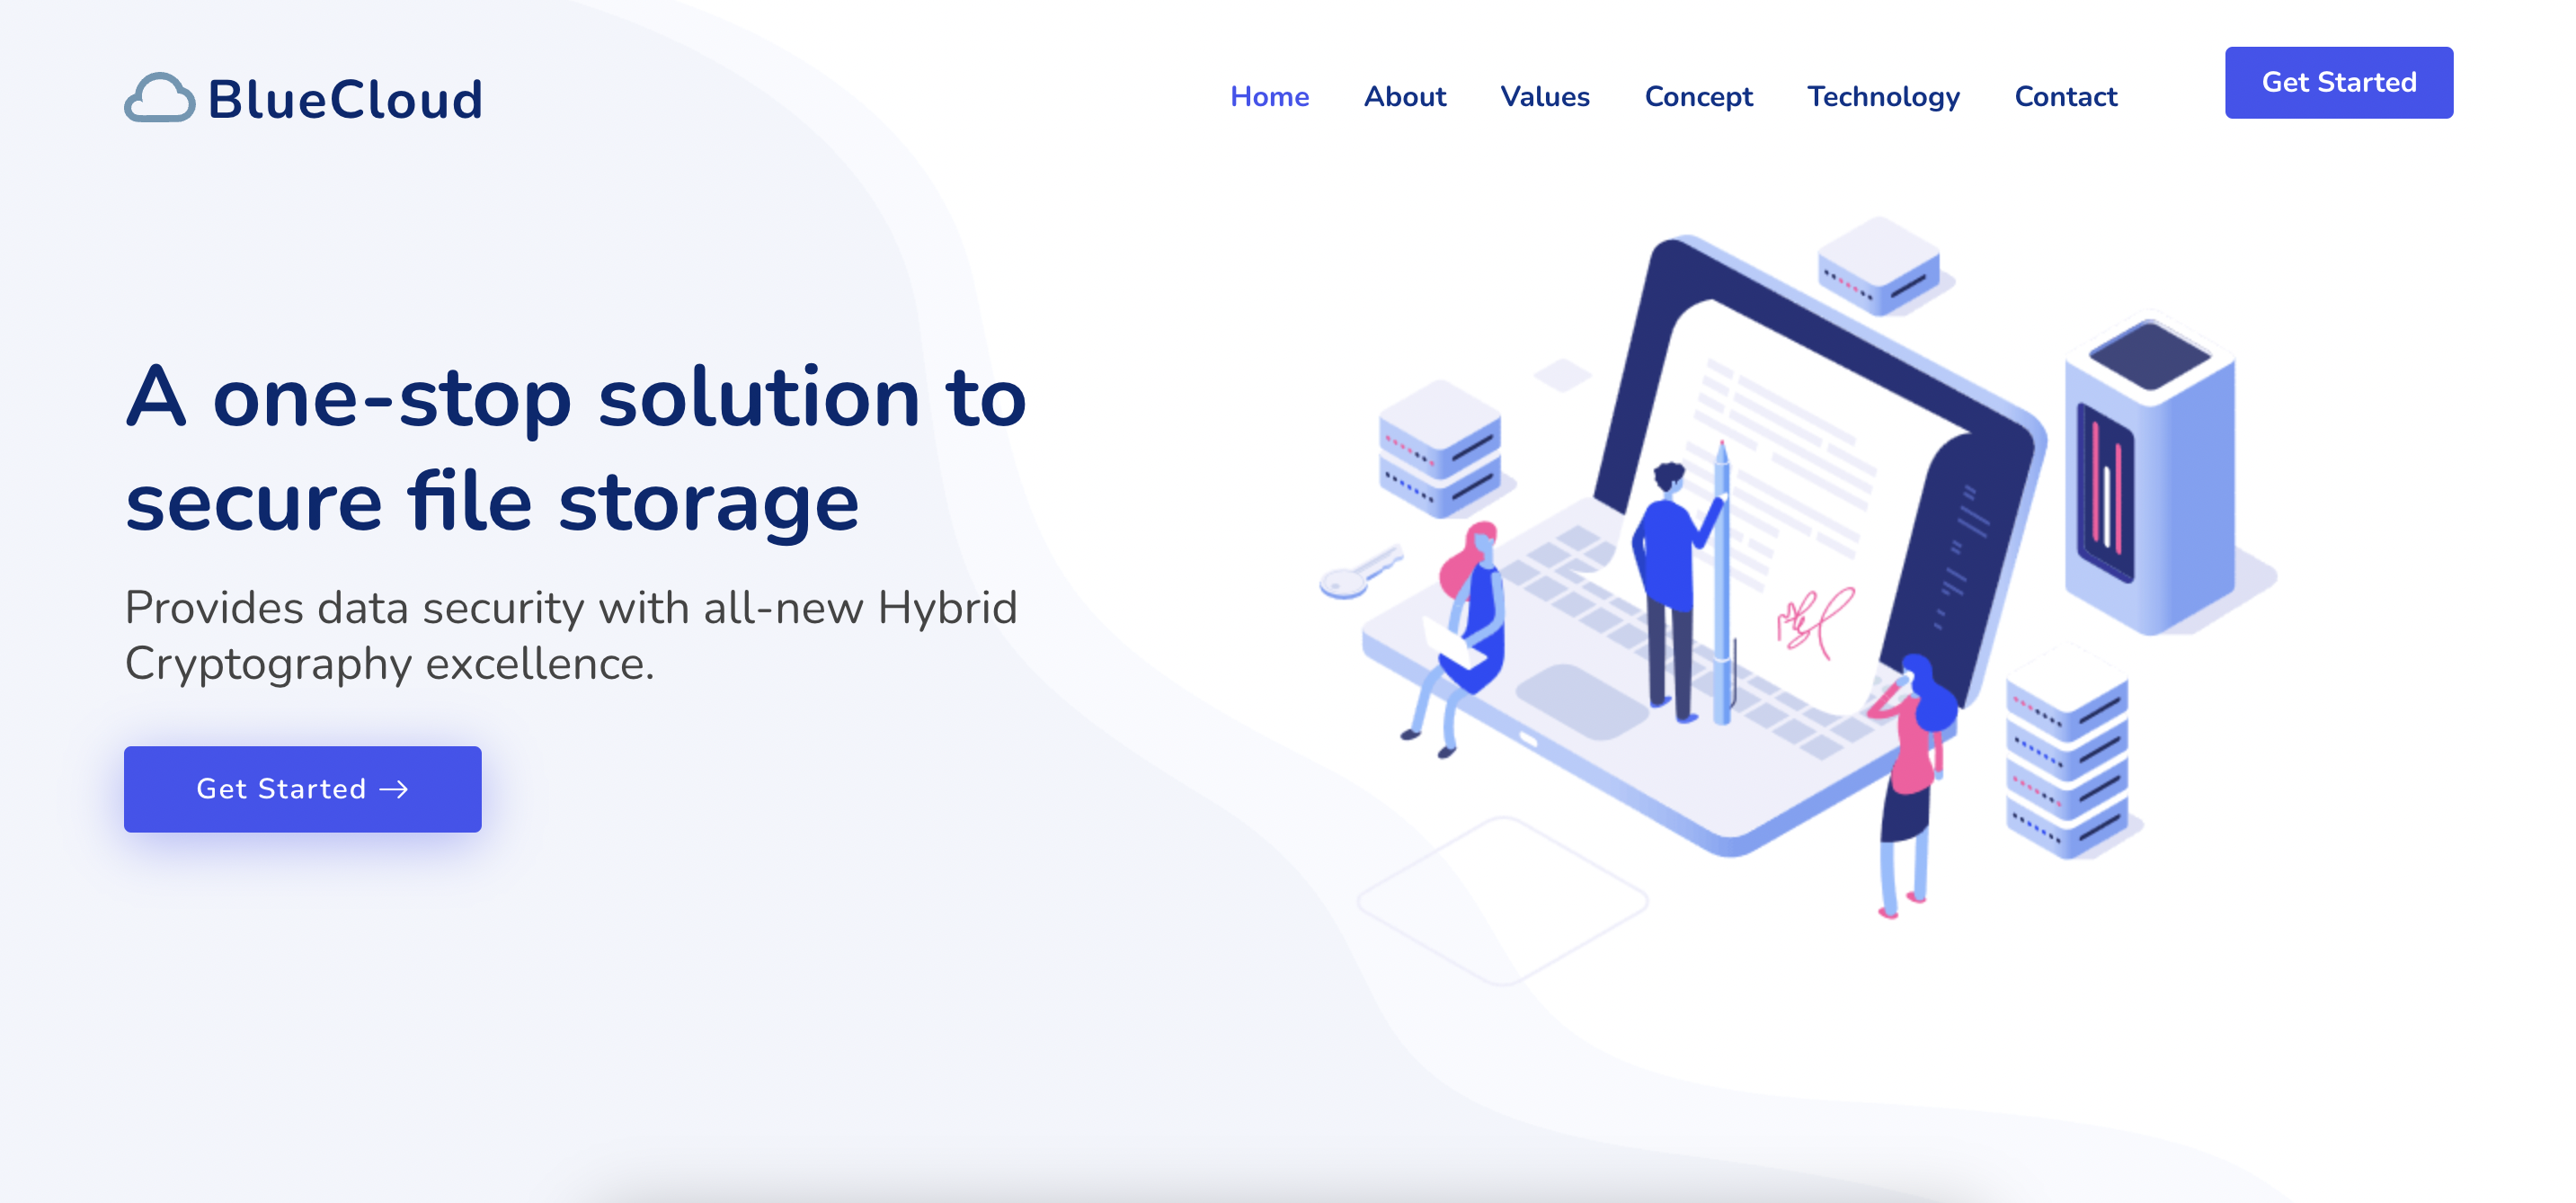 BlueCloud
Home About Values Concept Technology Contact Get Started
A one-stop solution to
secure file storage
Provides data security with all-new Hybrid
Cryptography excellence.
Get Started →